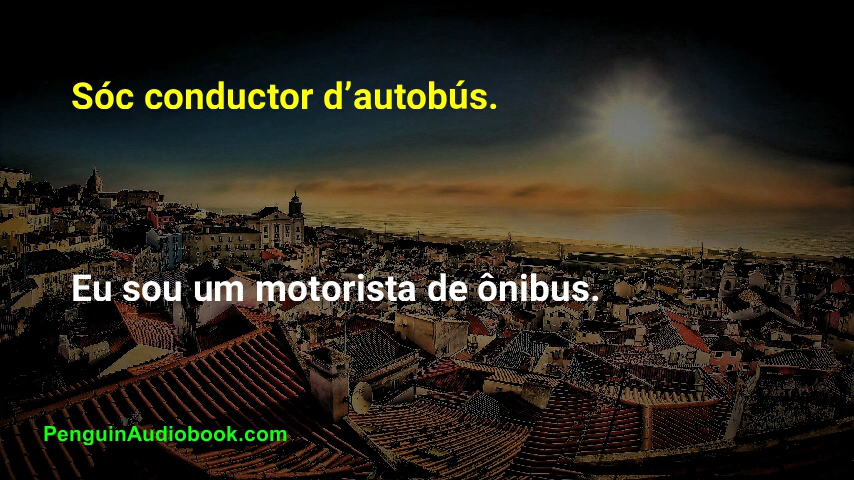 Sóc conductor d’autobús.
Eu sou um motorista de ônibus.
PenguinAudiobook.com